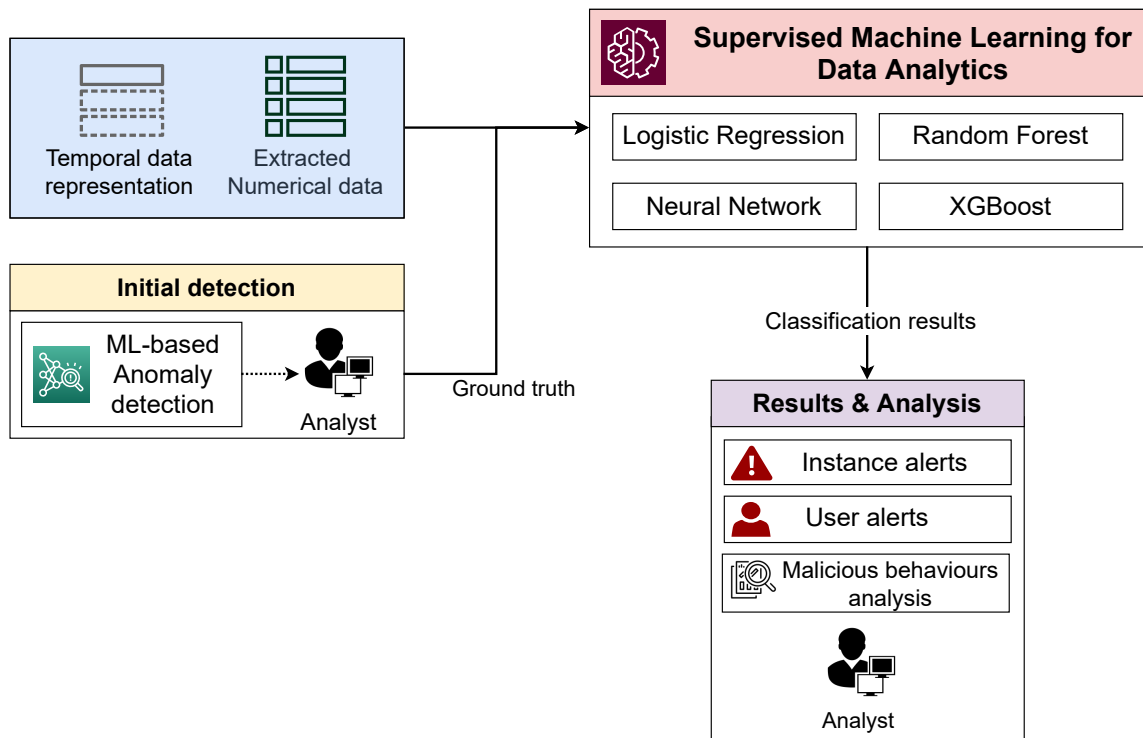 Temporal data
representation
Extracted
Numerical data
Initial detection
ML-based
Anomaly
detection
Analyst
Ground truth
Supervised Machine Learning for
Data Analytics
Logistic Regression
Random Forest
Neural Network
XGBoost
Classification results
Results & Analysis
Instance alerts
User alerts
Malicious behaviours
analysis
Analyst